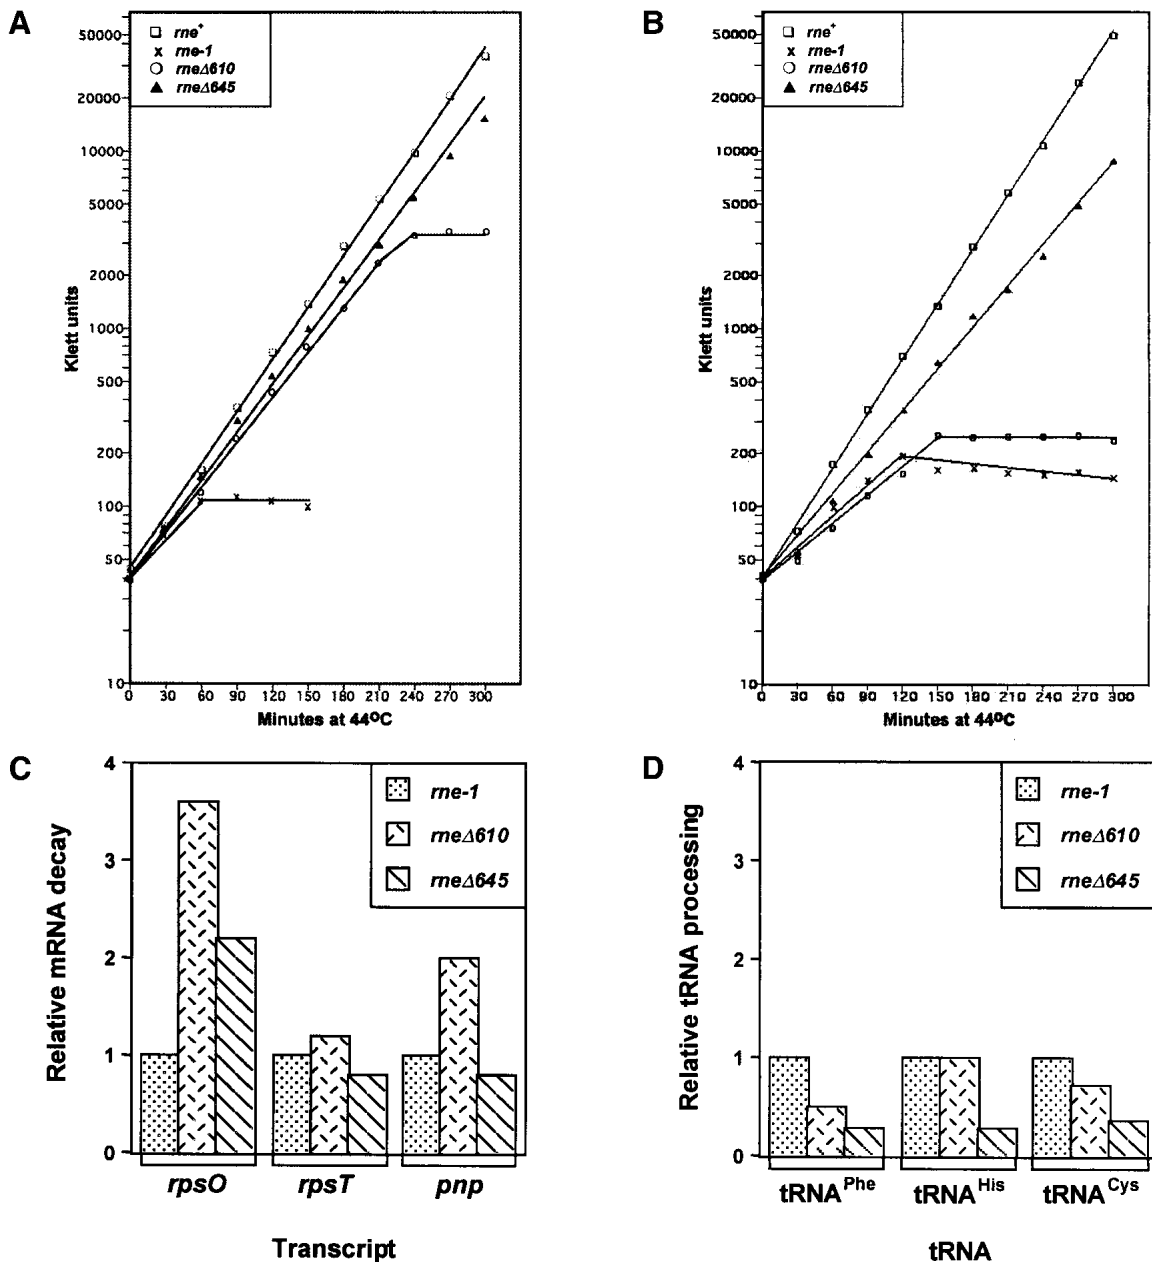 A
rne+
rne-1
rneΔ610
rneΔ645
50000
20000
10000
5000
2000
1000
500
200
100
50
10
Klett units
0 30 60 90 120 150 180 210 240 270 300
Minutes at 44ºC
B
rne+
rne-1
rneΔ610
rneΔ645
50000
20000
10000
5000
2000
1000
500
200
100
50
10
Klett units
0 30 60 90 120 150 180 210 240 270 300
Minutes at 44ºC
C
rne-1
rneΔ610
rneΔ645
4
3
2
1
0
Relative mRNA decay
rpsO rpsT pnp
Transcript
D
rne-1
rneΔ610
rneΔ645
4
3
2
1
0
Relative tRNA processing
tRNAPhe tRNAHis tRNACys
tRNA